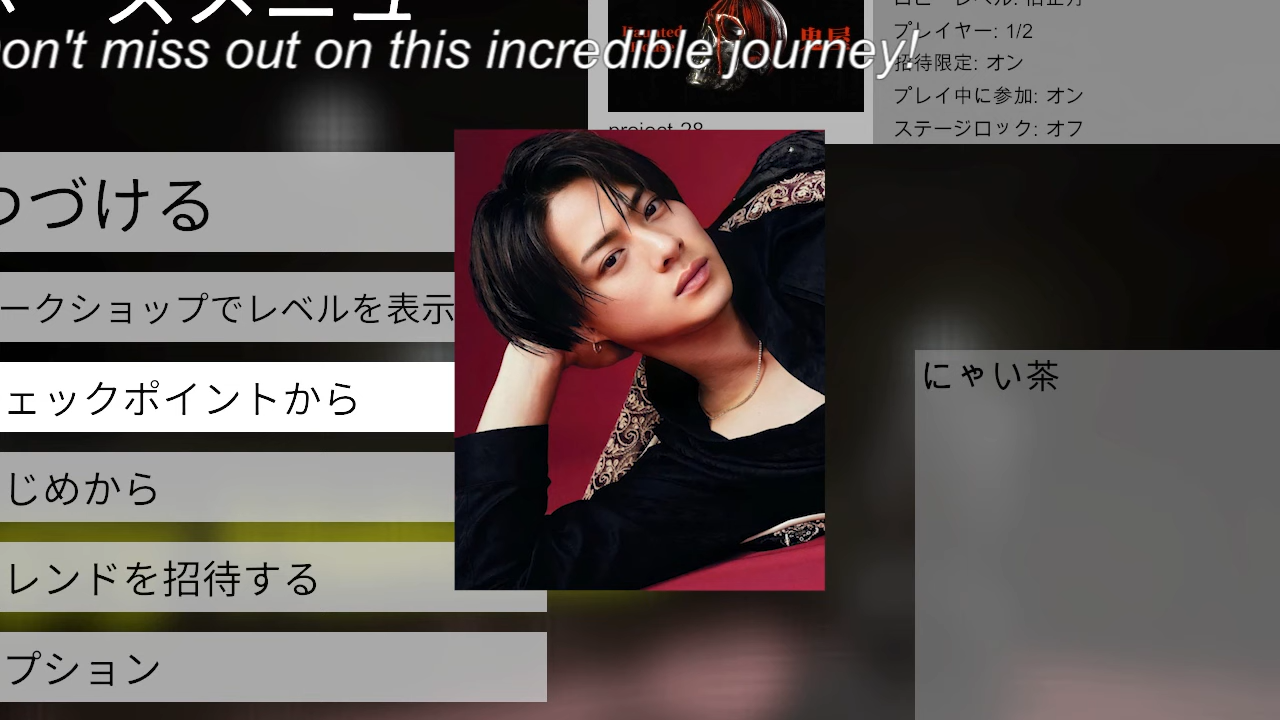 on't miss out on this incredible journey!
Haunted
House
鬼屋
プレイヤー: 1/2
招待限定: オン
プレイ中に参加: オン
ステージロック: オフ
project 28
つづける
ークショップでレベルを表示
ェックポイントから
にゃい茶
じめから
レンドを招待する
プション